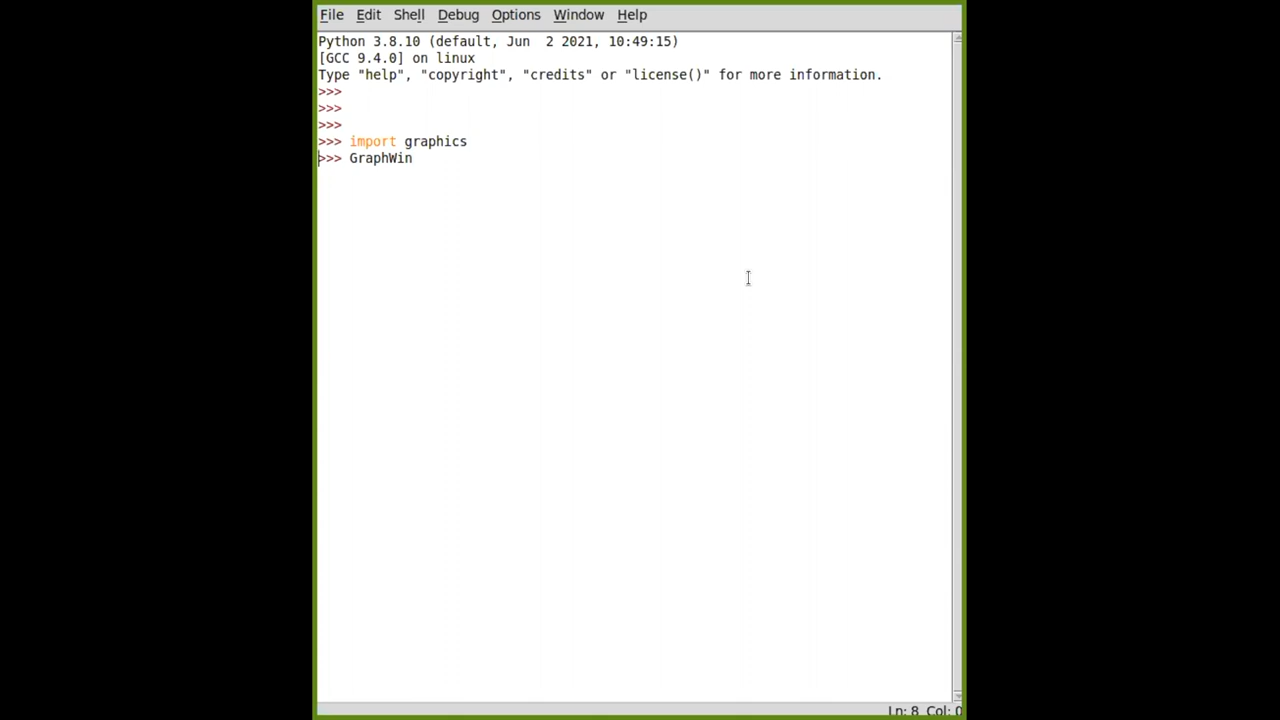 File Edit Shell Debug Options Window Help
Python 3.8.10 (default, Jun  2 2021, 10:49:15)
[GCC 9.4.0] on linux
Type "help", "copyright", "credits" or "license()" for more information.
>>>
>>>
>>>
>>> import graphics
>>> GraphWin
Ln: 8 Col: 0